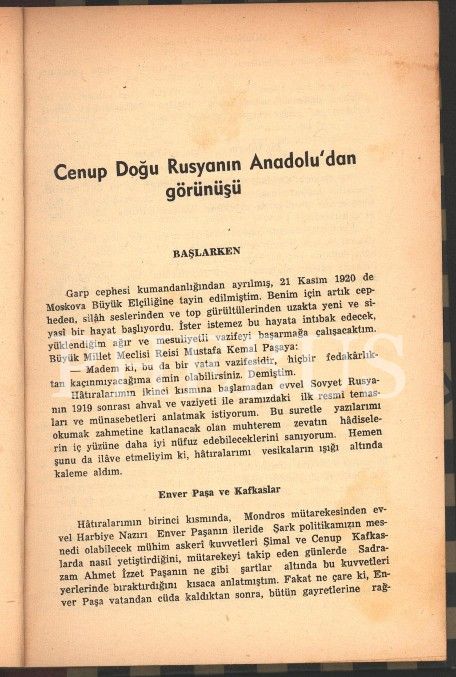 Cenup Doğu Rusyanın Anadolu'dan
görünüşü
BAŞLARKEN
Garp cephesi kumandanlığından ayrılmış, 21 Kasım 1920 de
Moskova Büyük Elçiliğine tayin edilmiştim. Benim için artık cep-
heden, silâh seslerinden ve top gürültülerinden uzakta yeni ve si-
yasî bir hayat başlıyordu. İster istemez bu hayata intıbak edecek,
yüklendiğim ağır ve mesuliyetli vazifeyi başarmağa çalışacaktım.
Büyük Millet Meclisi Reisi Mustafa Kemal Paşaya:
— Madem ki, bu da bir vatan vazifesidir, hiçbir fedakârlık-
tan kaçınmıyacağıma emin olabilirsiniz. Demiştim.
Hâtıralarımın ikinci kısmına başlamadan evvel Sovyet Rusya-
nın 1919 sonrası ahval ve vaziyeti ile aramızdaki ilk resmî temas-
ları ve münasebetleri anlatmak istiyorum. Bu suretle yazılarımı
okumak zahmetine katlanacak olan muhterem zevatın hâdisele-
rin iç yüzüne daha iyi nüfuz edebileceklerini sanıyorum. Hemen
şunu da ilâve etmeliyim ki, hâtıralarımı vesikaların ışığı altında
kaleme aldım.
Enver Paşa ve Kafkaslar
Hâtıralarımın birinci kısmında, Mondros mütarekesinden ev-
vel Harbiye Nazırı Enver Paşanın ileride Şark politikamızın mes-
nedi olabilecek mühim askerî kuvvetleri Şimal ve Cenup Kafkas-
larda nasıl yetiştirdiğini, mütarekeyi takip eden günlerde Sadra-
zam Ahmet İzzet Paşanın ne gibi şartlar altında bu kuvvetleri
yerlerinde bıraktırdığını kısaca anlatmıştım. Fakat ne çare ki, En-
ver Paşa vatandan cüda kaldıktan sonra, bütün gayretlerine rağ-